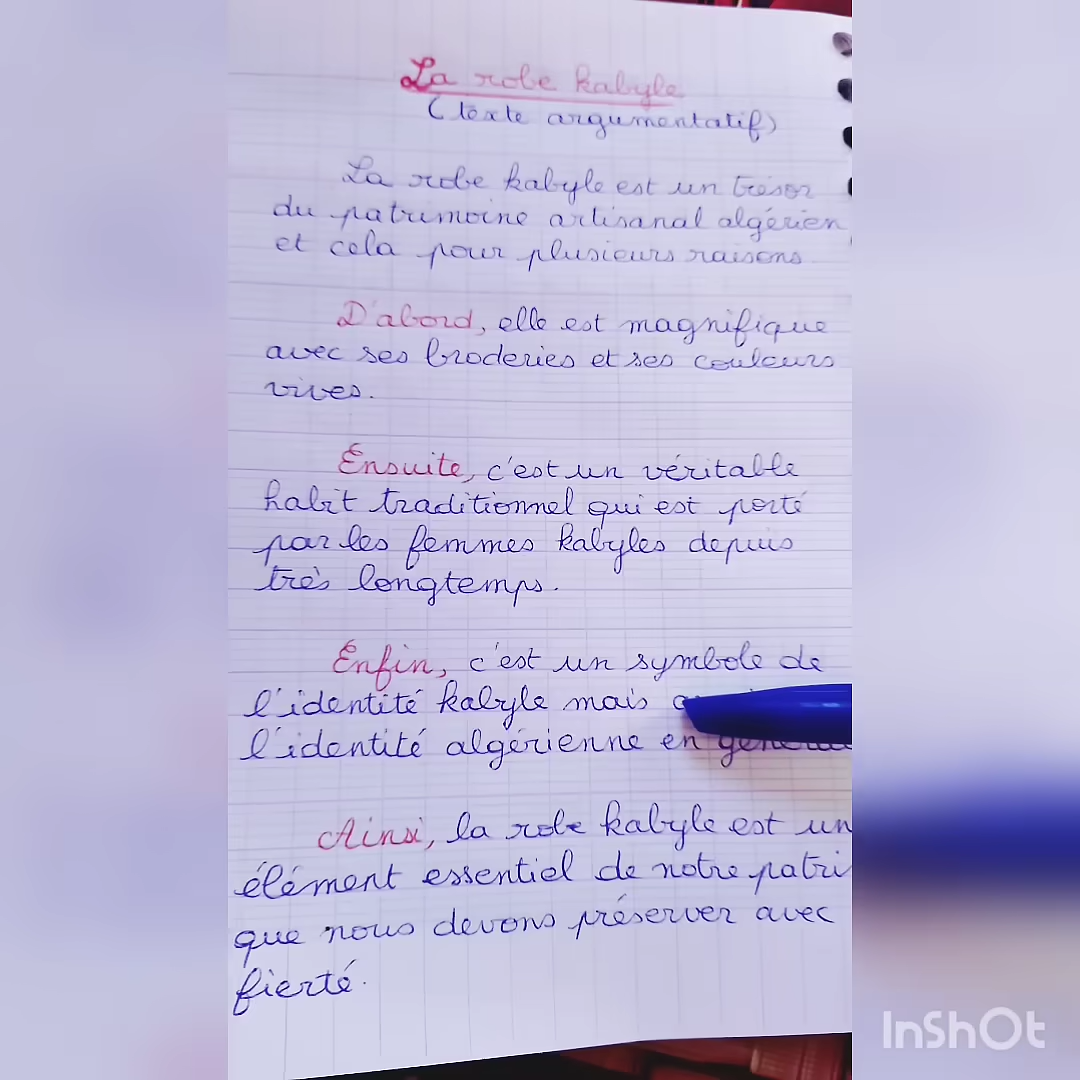 La robe kabyle
(texte argumentatif)
La robe kabyle est un trésor
du patrimoine artisanal algérien,
et cela pour plusieurs raisons.
D'abord, elle est magnifique
avec ses broderies et ses couleurs
vives.
Ensuite, c'est un véritable
habit traditionnel qui est porté
par les femmes kabyles depuis
très longtemps.
Enfin, c'est un symbole de
l'identité kabyle mais
l'identité algérienne en
Ainsi, la robe kabyle est un
élément essentiel de notre patri
que nous devons préserver avec
fierté.
InShOt